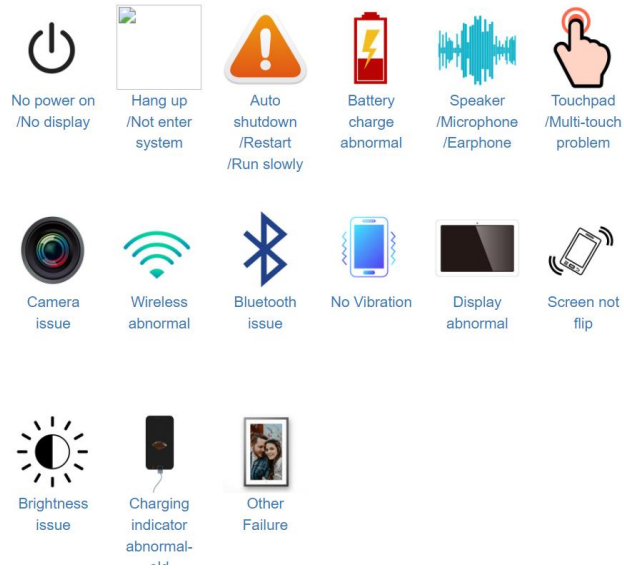 No power on
/No display
Hang up
/Not enter
system
Auto
shutdown
/Restart
/Run slowly
Battery
charge
abnormal
Speaker
/Microphone
/Earphone
Touchpad
/Multi-touch
problem
Camera
issue
Wireless
abnormal
Bluetooth
issue
No Vibration
Display
abnormal
Screen not
flip
Brightness
issue
Charging
indicator
abnormal-
Other
Failure